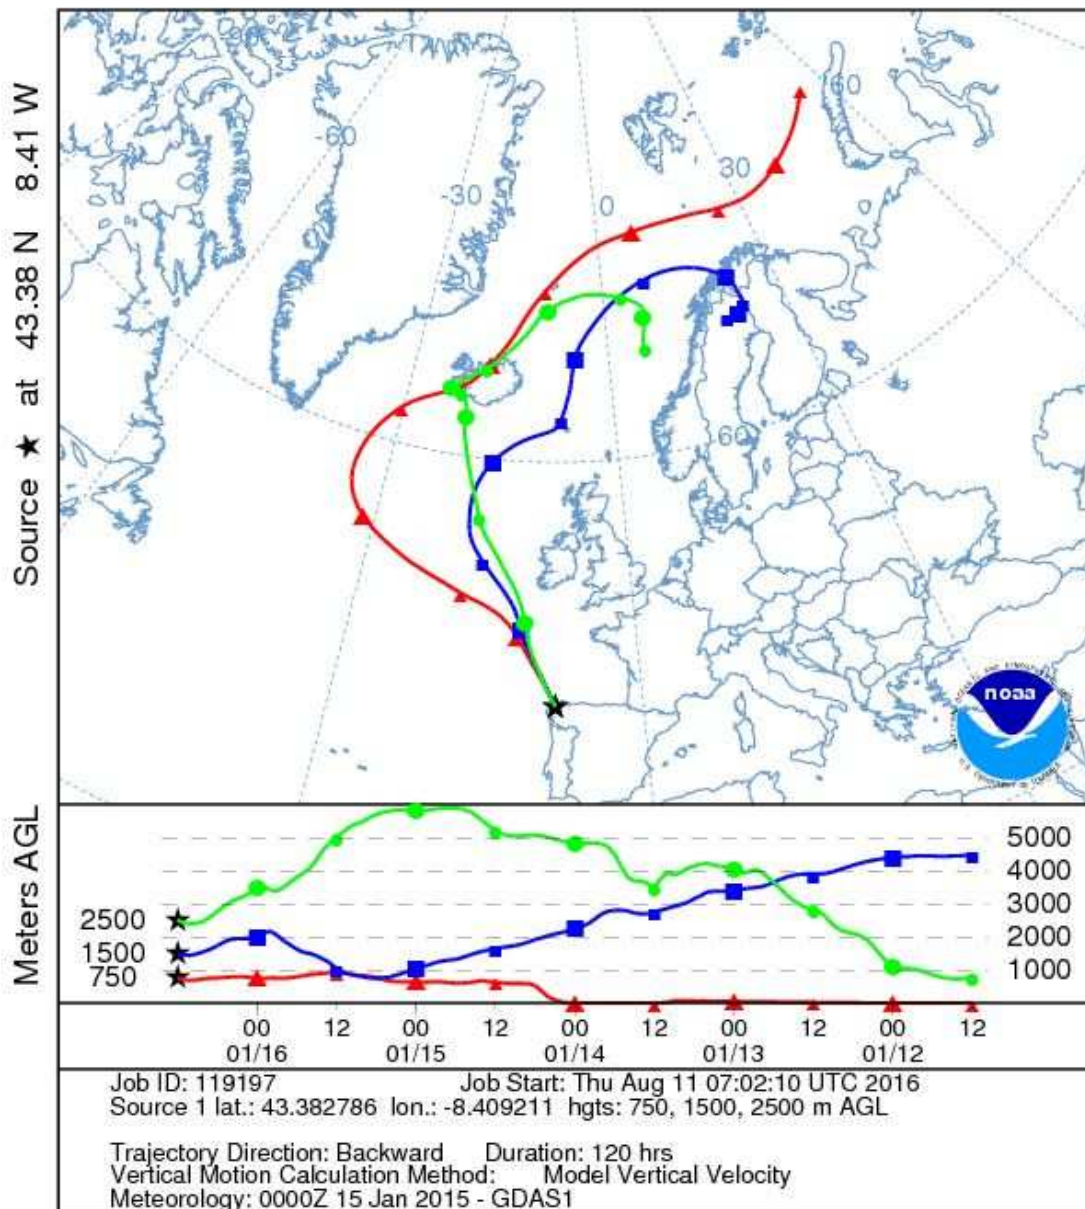 Source ★ at 43.38 N 8.41 W
-60
-30
0
30
60
60
noaa
Meters AGL
2500
1500
750
5000
4000
3000
2000
1000
00 12 00 12 00 12 00 12 00 12
01/16 01/15 01/14 01/13 01/12
Job ID: 119197 Job Start: Thu Aug 11 07:02:10 UTC 2016
Source 1 lat.: 43.382786 lon.: -8.409211 hgts: 750, 1500, 2500 m AGL
Trajectory Direction: Backward Duration: 120 hrs
Vertical Motion Calculation Method: Model Vertical Velocity
Meteorology: 0000Z 15 Jan 2015 - GDAS1